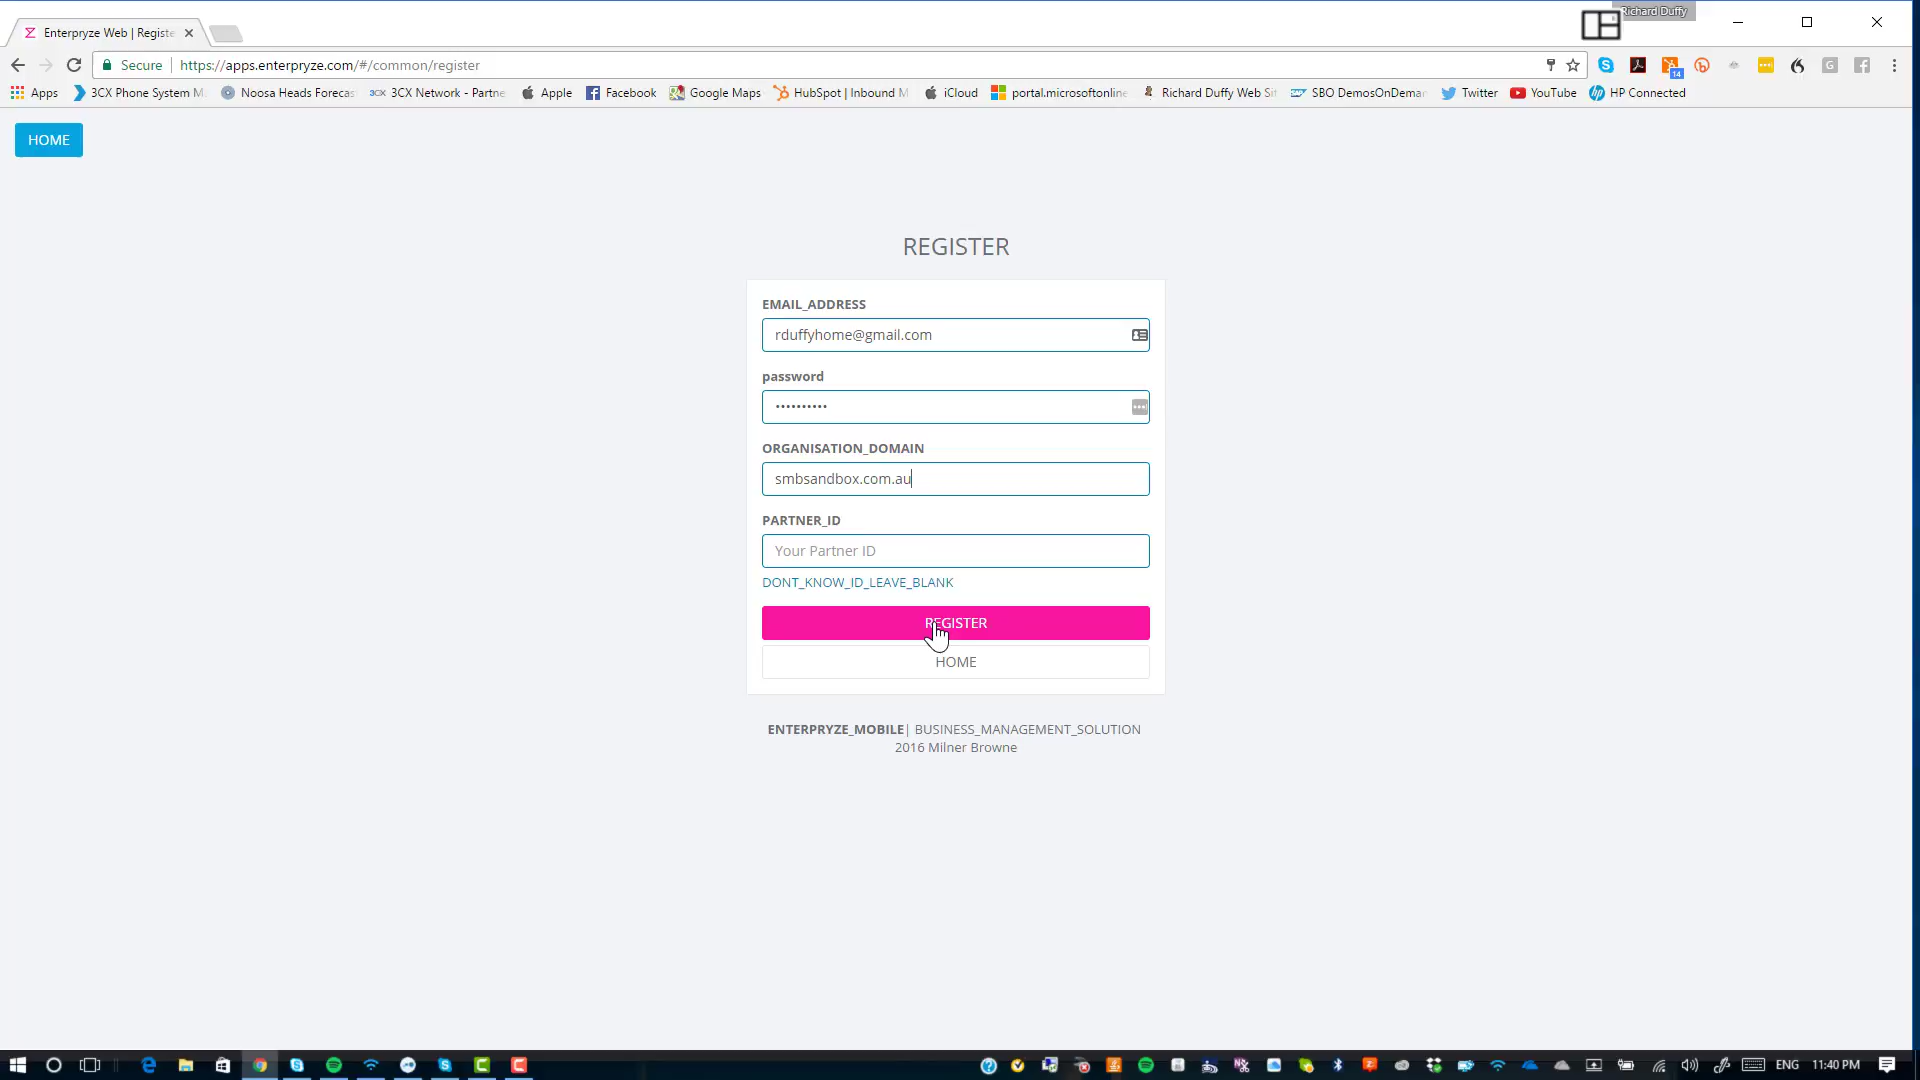 Richard Duffy
Enterpryze Web | Registe
Secure
https://apps.enterpryze.com/#/common/register
14
Apps
3CX Phone System M
Noosa Heads Forecas
3CX Network - Partne
Apple
Facebook
Google Maps
HubSpot | Inbound M
iCloud
portal.microsoftonline
Richard Duffy Web Sit
SBO DemosOnDeman
Twitter
YouTube
HP Connected
HOME
REGISTER
EMAIL_ADDRESS
rduffyhome@gmail.com
password
ORGANISATION_DOMAIN
smbsandbox.com.au
PARTNER_ID
Your Partner ID
DONT_KNOW_ID_LEAVE_BLANK
REGISTER
HOME
ENTERPRYZE_MOBILE| BUSINESS_MANAGEMENT_SOLUTION
2016 Milner Browne
ENG
11:40 PM